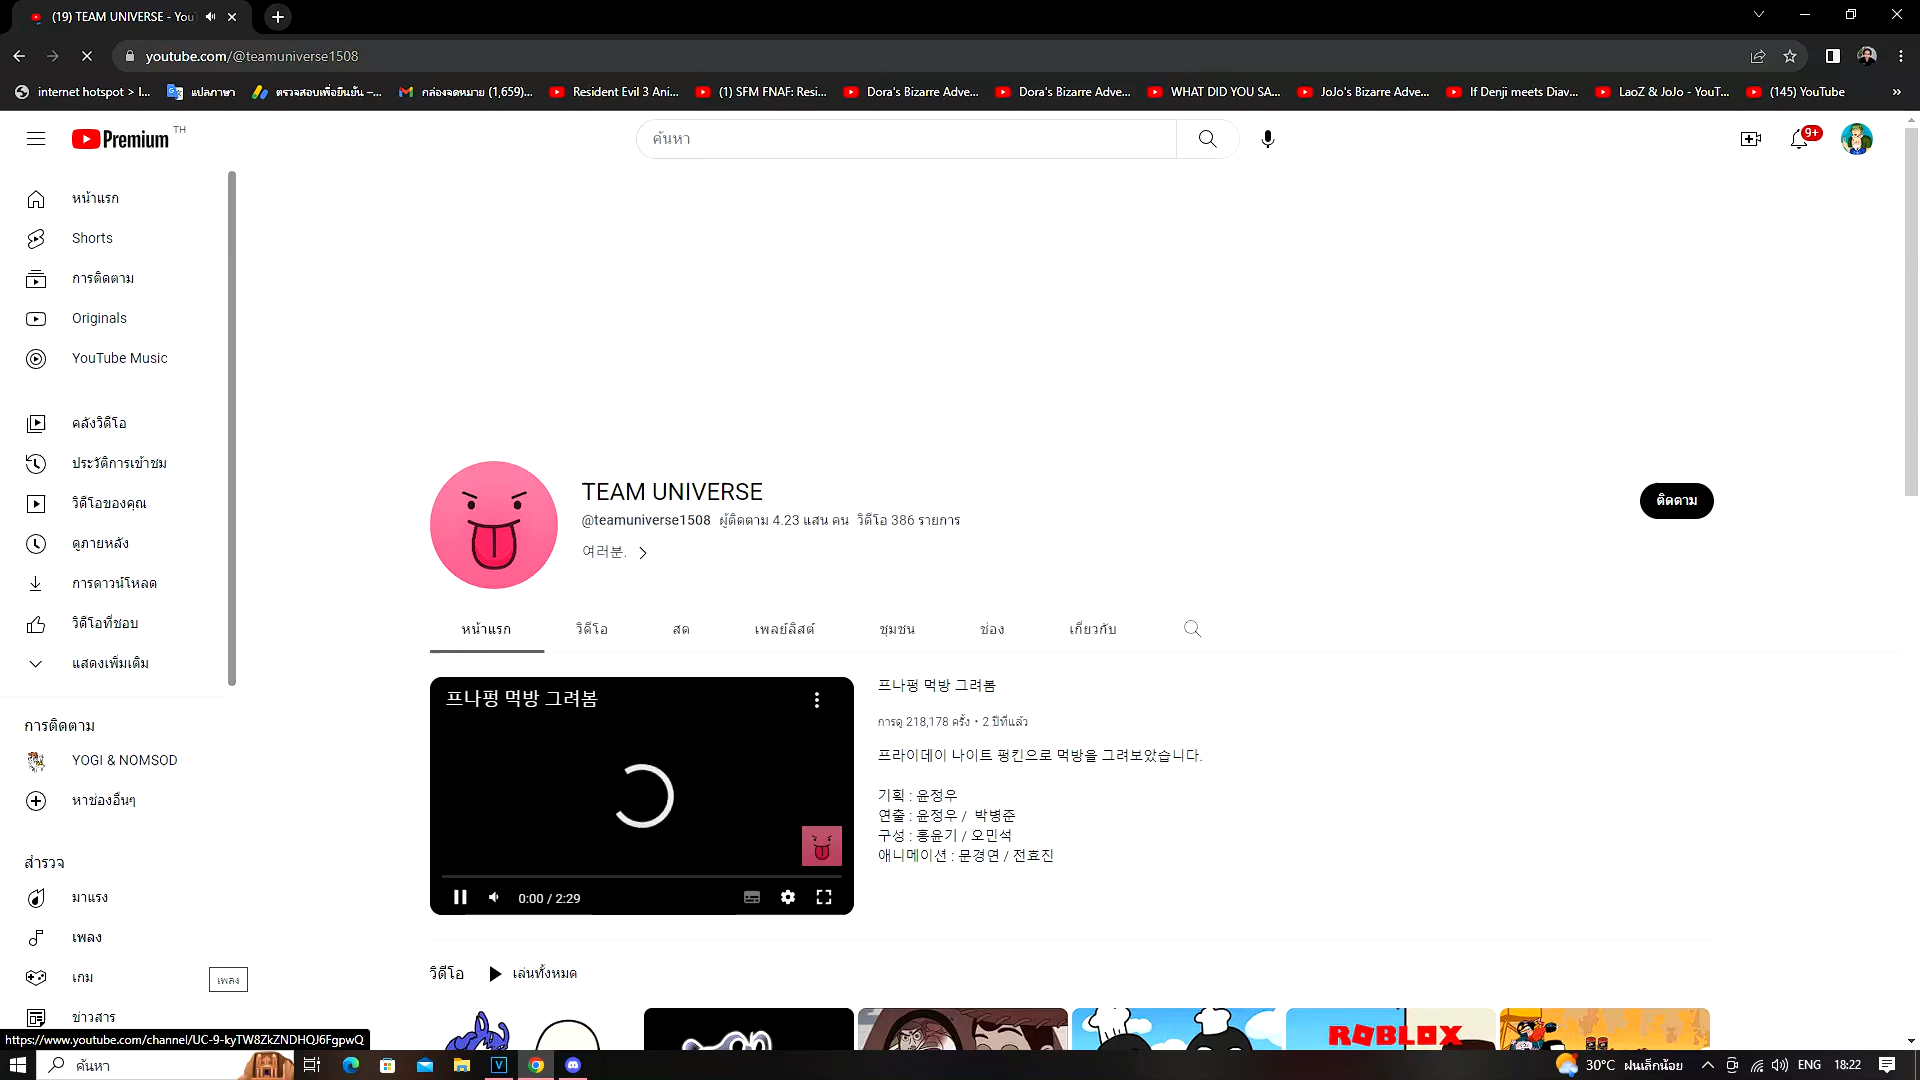 (19) TEAM UNIVERSE - You
youtube.com/@teamuniverse1508
internet hotspot > I...
แปลภาษา
ตรวจสอบเพื่อยืนยัน –...
กล่องจดหมาย (1,659)...
Resident Evil 3 Ani...
(1) SFM FNAF: Resi...
Dora's Bizarre Adve...
Dora's Bizarre Adve...
WHAT DID YOU SA...
JoJo's Bizarre Adve...
If Denji meets Diav...
LaoZ & JoJo - YouT...
(145) YouTube
»
Premium TH
ค้นหา
9+
หน้าแรก
Shorts
การติดตาม
Originals
YouTube Music
คลังวิดีโอ
ประวัติการเข้าชม
วิดีโอของคุณ
ดูภายหลัง
การดาวน์โหลด
วิดีโอที่ชอบ
แสดงเพิ่มเติม
การติดตาม
YOGI & NOMSOD
หาช่องอื่นๆ
สำรวจ
มาแรง
เพลง
เกม
เพลง
ข่าวสาร
TEAM UNIVERSE
@teamuniverse1508 ผู้ติดตาม 4.23 แสน คน วิดีโอ 386 รายการ
여러분.
ติดตาม
หน้าแรก
วิดีโอ
สด
เพลย์ลิสต์
ชุมชน
ช่อง
เกี่ยวกับ
프나펑 먹방 그려봄
0:00 / 2:29
프나펑 먹방 그려봄
การดู 218,178 ครั้ง • 2 ปีที่แล้ว
프라이데이 나이트 펑킨으로 먹방을 그려보았습니다.
기획 : 윤정우
연출 : 윤정우 / 박병준
구성 : 홍윤기 / 오민석
애니메이션 : 문경연 / 전효진
วิดีโอ
เล่นทั้งหมด
ROBLOX
https://www.youtube.com/channel/UC-9-kyTW8ZkZNDHQJ6FgpwQ
ค้นหา
30°C ฝนเล็กน้อย
ENG
18:22